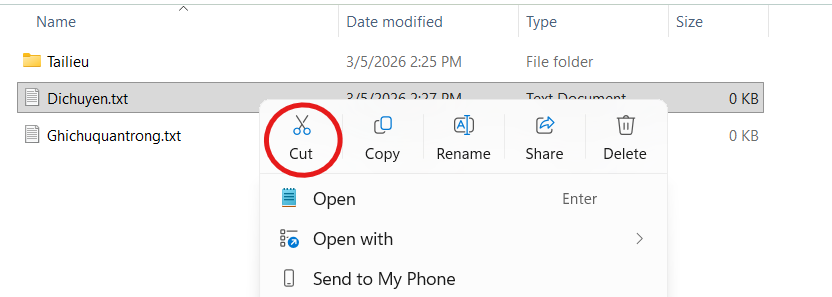 Name Date modified Type Size
Tailieu 3/5/2026 2:25 PM File folder
Dichuyen.txt 3/5/2026 2:27 PM Text Document 0 KB
Ghichuquantrong.txt 0 KB
Cut Copy Rename Share Delete
Open Enter
Open with
Send to My Phone